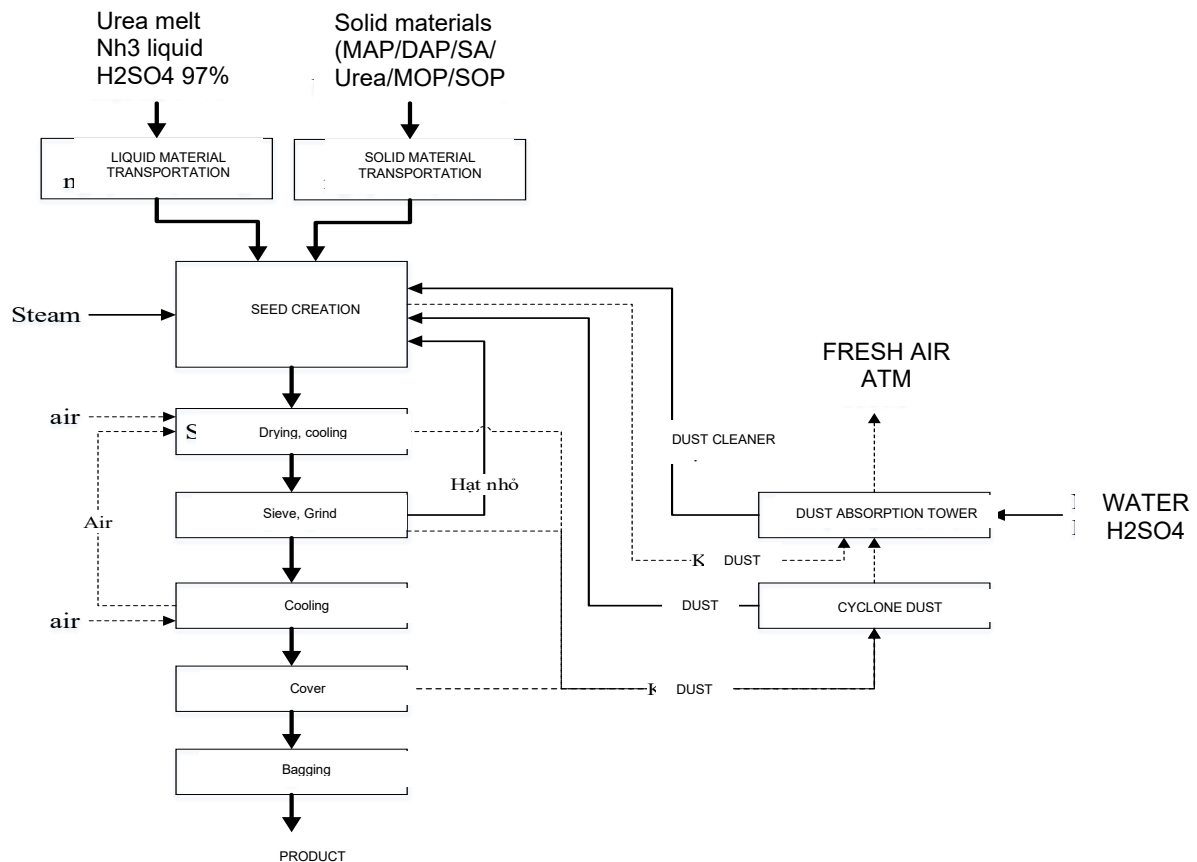 Urea melt
Nh3 liquid
H2SO4 97%
Solid materials
(MAP/DAP/SA/
Urea/MOP/SOP
LIQUID MATERIAL
TRANSPORTATION
SOLID MATERIAL
TRANSPORTATION
SEED CREATION
Steam
FRESH AIR
ATM
air
Drying, cooling
DUST CLEANER
Hạt nhỏ
Sieve, Grind
Air
DUST ABSORPTION TOWER
WATER
H2SO4
K DUST
Cooling
DUST
CYCLONE DUST
air
Cover
DUST
Bagging
PRODUCT